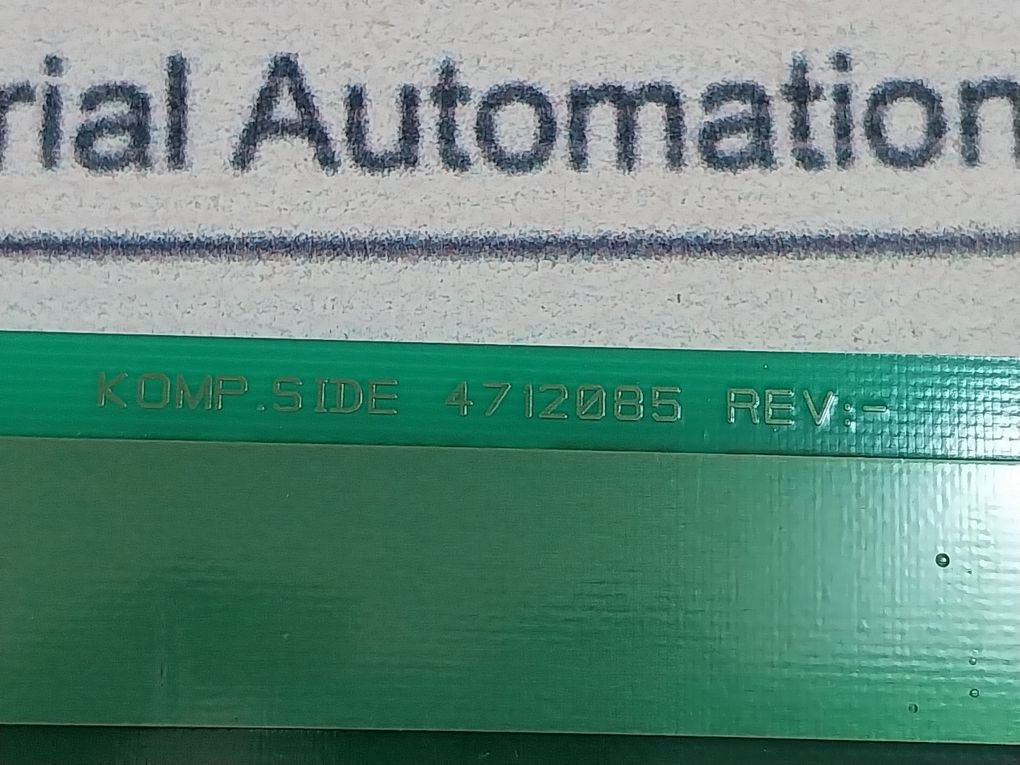 rial Automation
KOMP.SIDE 4712085 REV:-